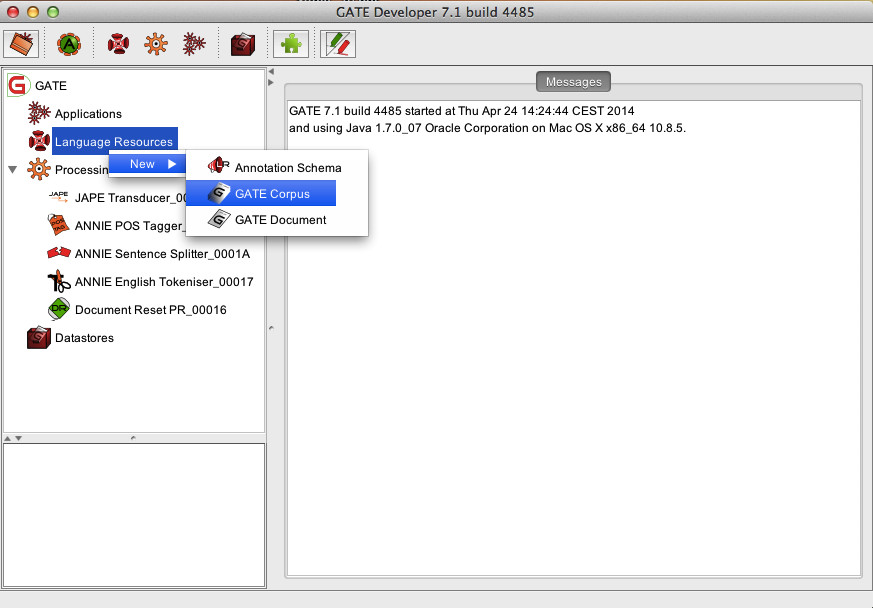 GATE Developer 7.1 build 4485
GATE
Applications
Language Resources
New
Annotation Schema
GATE Corpus
GATE Document
JAPE Transducer_00
ANNIE POS Tagger_
ANNIE Sentence Splitter_0001A
ANNIE English Tokeniser_00017
Document Reset PR_00016
Datastores
Messages
GATE 7.1 build 4485 started at Thu Apr 24 14:24:44 CEST 2014
and using Java 1.7.0_07 Oracle Corporation on Mac OS X x86_64 10.8.5.